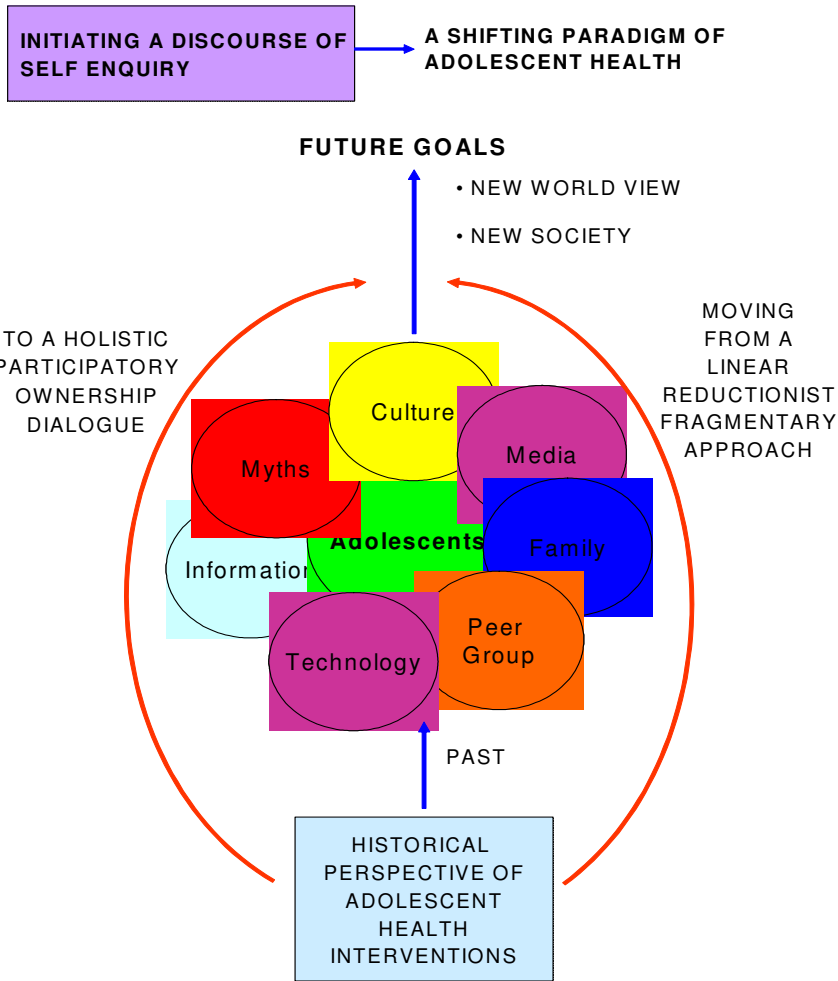 INITIATING A DISCOURSE OF
SELF ENQUIRY
A SHIFTING PARADIGM OF
ADOLESCENT HEALTH
FUTURE GOALS
• NEW WORLD VIEW
• NEW SOCIETY
TO A HOLISTIC
PARTICIPATORY
OWNERSHIP
DIALOGUE
MOVING
FROM A
LINEAR
REDUCTIONIST
FRAGMENTARY
APPROACH
Culture
Media
Myths
Adolescents
Family
Information
Peer
Group
Technology
PAST
HISTORICAL
PERSPECTIVE OF
ADOLESCENT
HEALTH
INTERVENTIONS